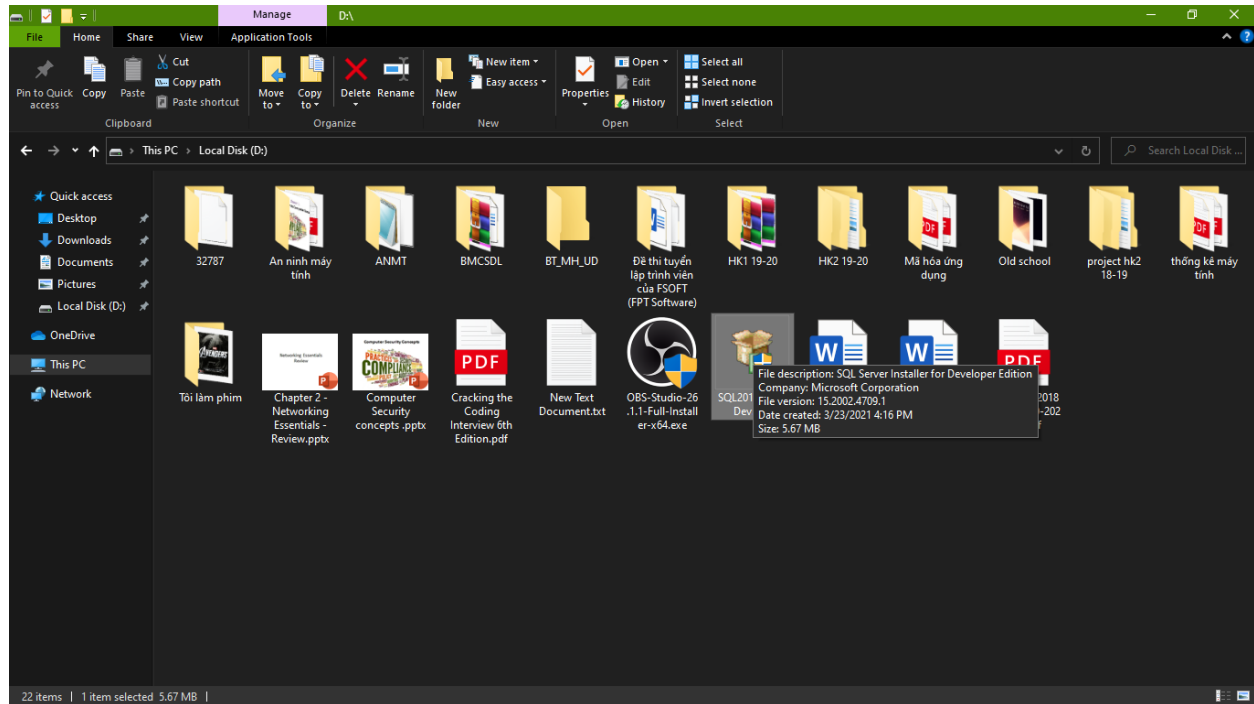 Manage D:\
File Home Share View Application Tools
Pin to Quick access
Copy
Paste
Cut
Copy path
Paste shortcut
Clipboard
Move to
Copy to
Delete
Rename
Organize
New folder
New item
Easy access
New
Properties
Open
Edit
History
Open
Select all
Select none
Invert selection
Select
This PC > Local Disk (D:)
Search Local Disk ...
Quick access
Desktop
Downloads
Documents
Pictures
Local Disk (D:)
OneDrive
This PC
Network
32787
An ninh máy
tính
ANMT
BMCSDL
BT_MH_UD
Đề thi tuyển
lập trình viên
của FSOFT
(FPT Software)
HK1 19-20
HK2 19-20
Mã hóa ứng
dụng
Old school
project hk2
18-19
thống kê máy
tính
Tôi làm phim
Chapter 2 -
Networking
Essentials -
Review.pptx
Computer
Security
concepts .pptx
Cracking the
Coding
Interview 6th
Edition.pdf
New Text
Document.txt
OBS-Studio-26
.1.1-Full-Install
er-x64.exe
SQL201
Dev
File description: SQL Server Installer for Developer Edition
Company: Microsoft Corporation
File version: 15.2002.4709.1
Date created: 3/23/2021 4:16 PM
Size: 5.67 MB
22 items | 1 item selected 5.67 MB |